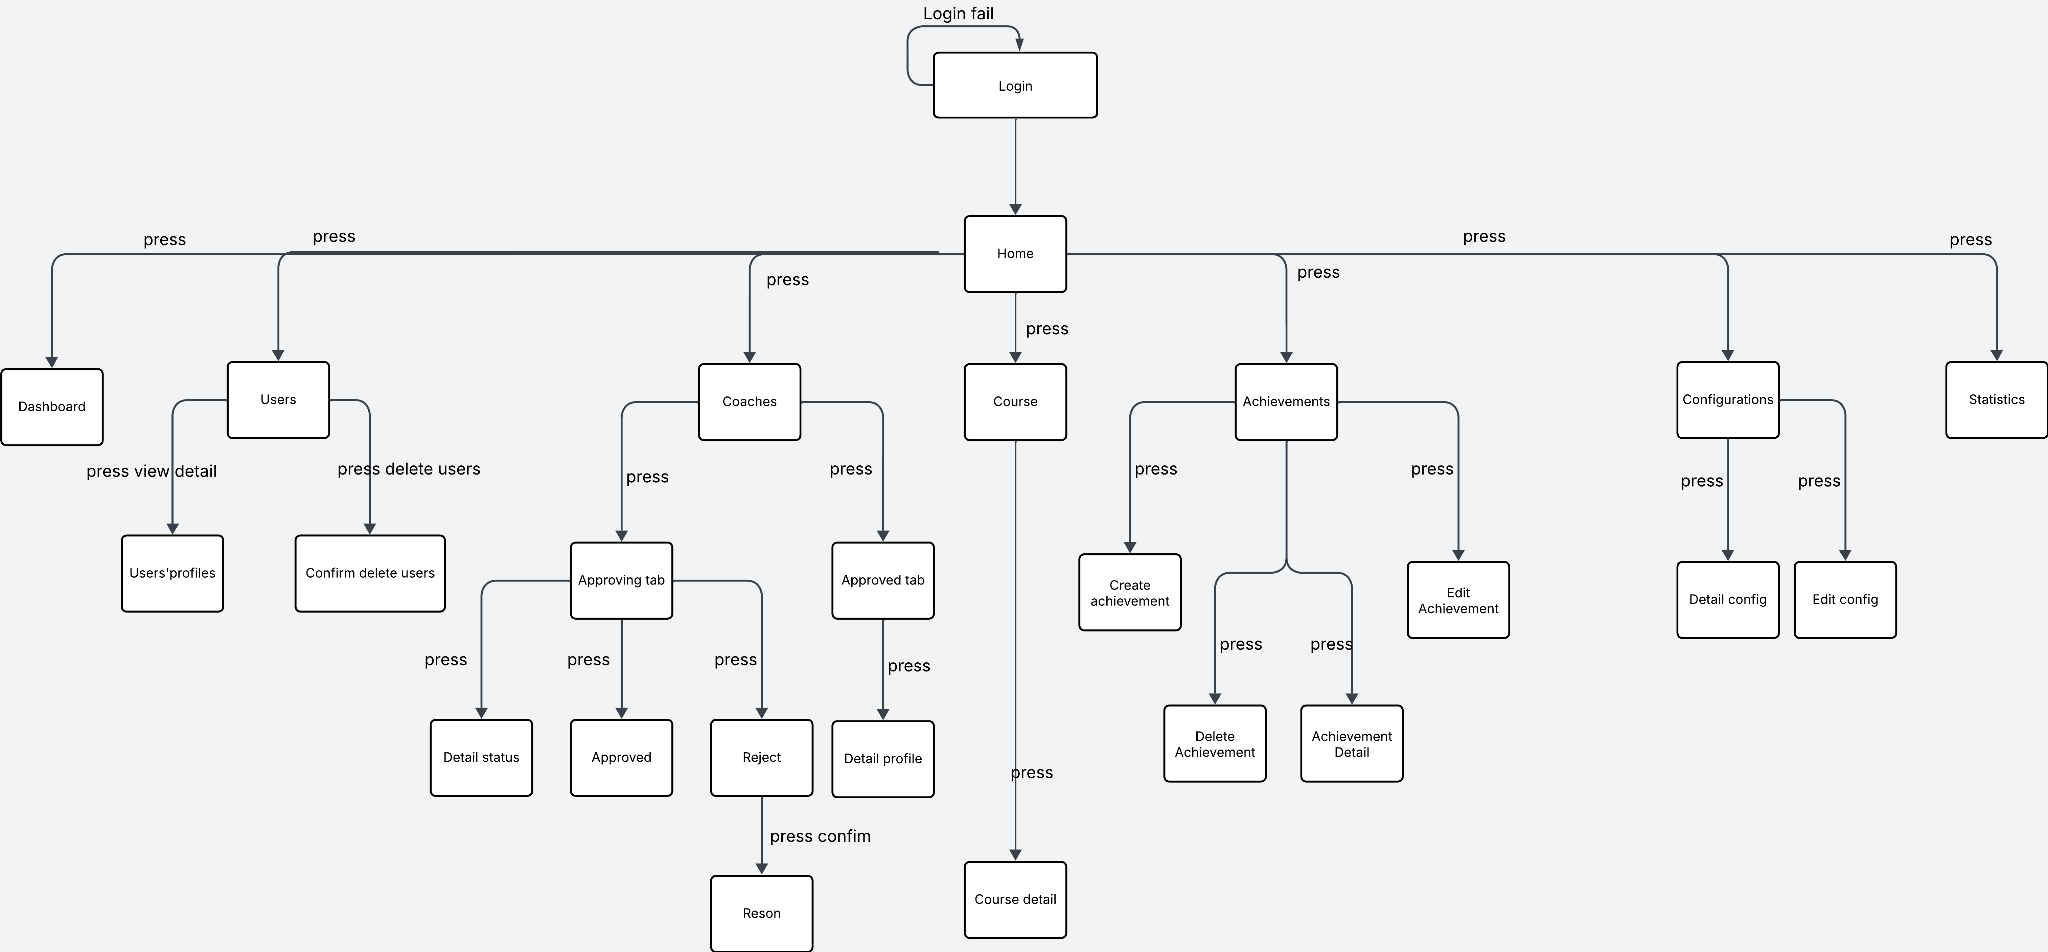 Login fail
Login
press
press
press
press
Home
press
press
press
Dashboard
Users
Coaches
Course
Achievements
Configurations
Statistics
press view detail
press delete users
press
press
press
press
press
press
Users'profiles
Confirm delete users
Approving tab
Approved tab
Create
achievement
Edit
Achievement
Detail config
Edit config
press
press
press
press
press
press
Detail status
Approved
Reject
Detail profile
Delete
Achievement
Achievement
Detail
press
press confim
Reson
Course detail